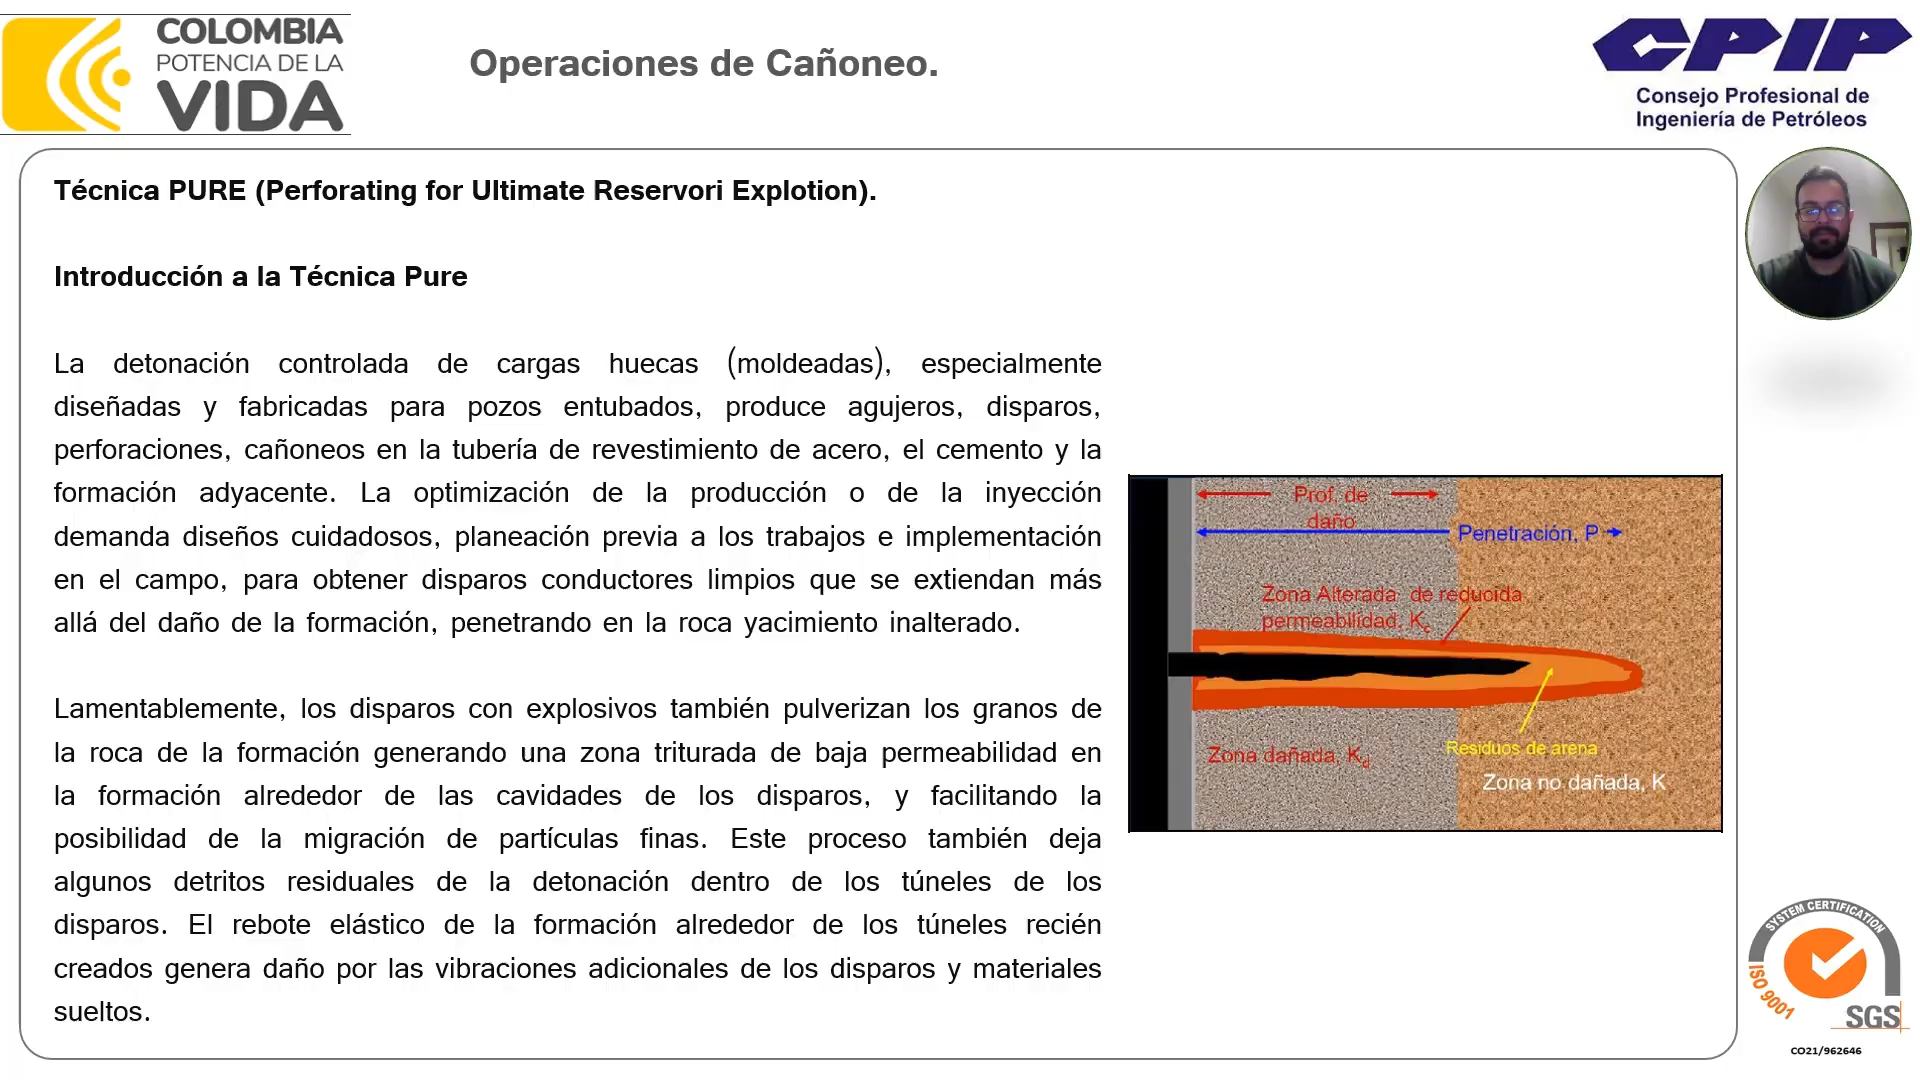 COLOMBIA
POTENCIA DE LA
VIDA
Operaciones de Cañoneo.
CPIP
Consejo Profesional de
Ingeniería de Petróleos
Técnica PURE (Perforating for Ultimate Reservori Explotion).
Introducción a la Técnica Pure
La detonación controlada de cargas huecas (moldeadas), especialmente
diseñadas y fabricadas para pozos entubados, produce agujeros, disparos,
perforaciones, cañoneos en la tubería de revestimiento de acero, el cemento y la
formación adyacente. La optimización de la producción o de la inyección
demanda diseños cuidadosos, planeación previa a los trabajos e implementación
en el campo, para obtener disparos conductores limpios que se extiendan más
allá del daño de la formación, penetrando en la roca yacimiento inalterado.
Lamentablemente, los disparos con explosivos también pulverizan los granos de
la roca de la formación generando una zona triturada de baja permeabilidad en
la formación alrededor de las cavidades de los disparos, y facilitando la
posibilidad de la migración de partículas finas. Este proceso también deja
algunos detritos residuales de la detonación dentro de los túneles de los
disparos. El rebote elástico de la formación alrededor de los túneles recién
creados genera daño por las vibraciones adicionales de los disparos y materiales
sueltos.
Prof. de
daño
Penetración, P
Zona Alterada de reducida
permeabilidad, Kc
Zona dañada, Kd
Residuos de arena
Zona no dañada, K
SYSTEM CERTIFICATION
ISO 9001
SGS
CO21/962646